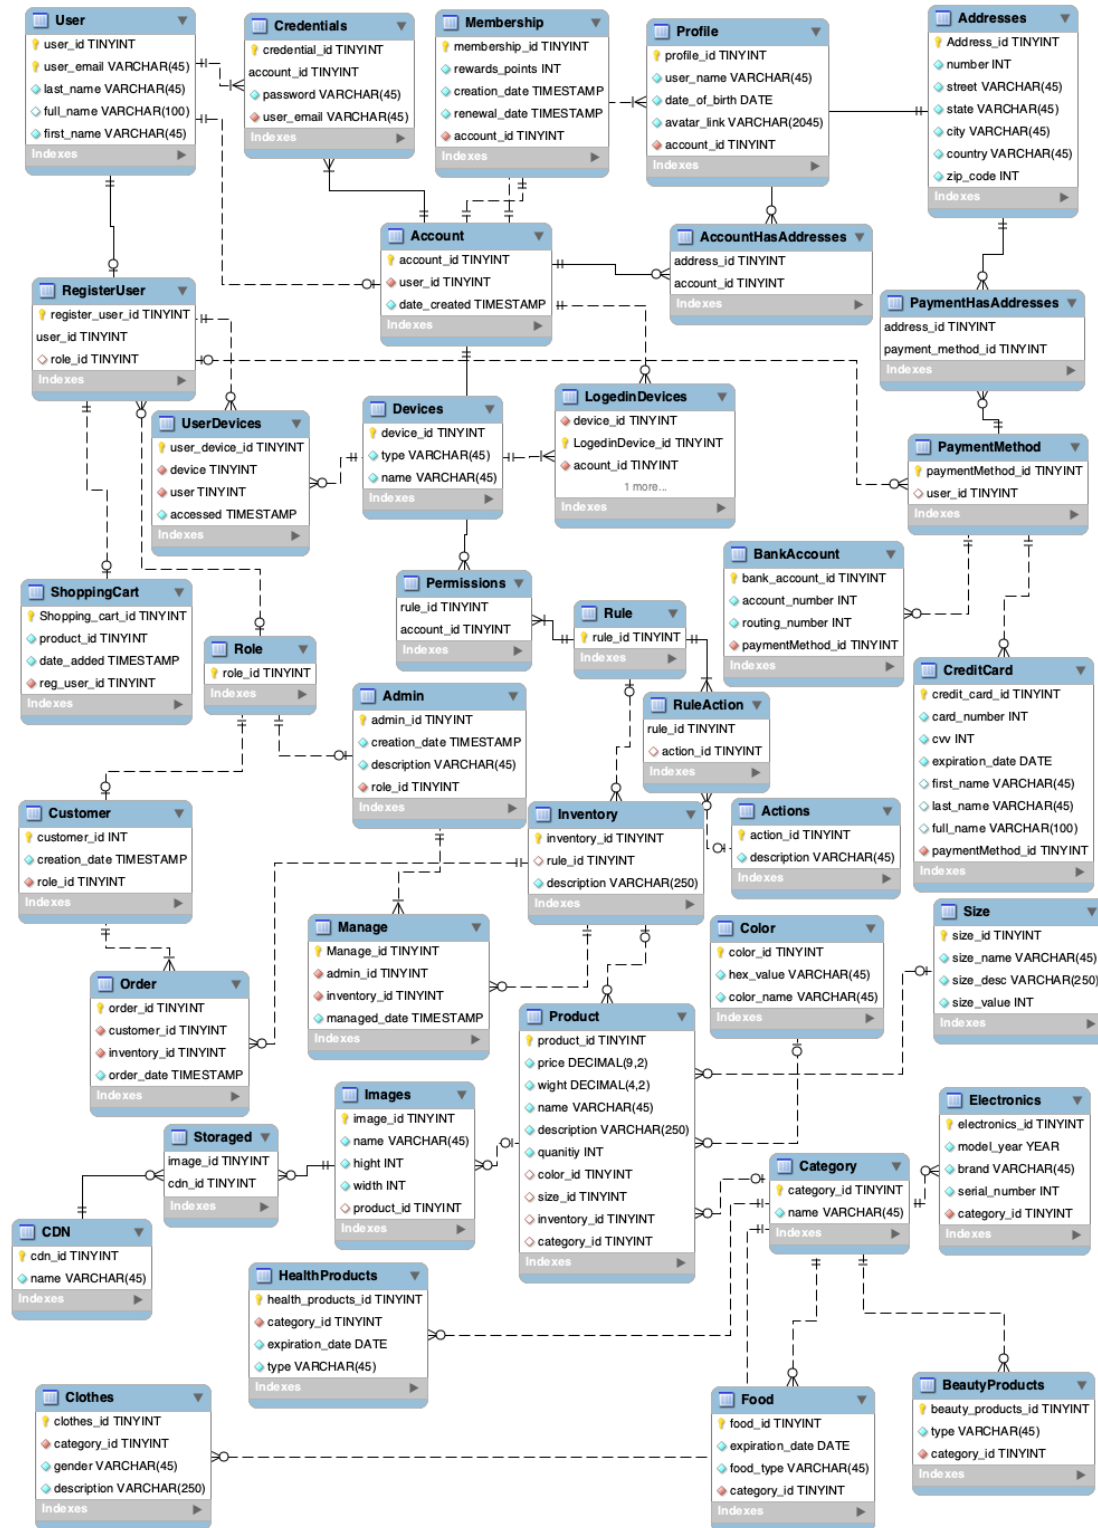 User
user_id TINYINT
user_email VARCHAR(45)
last_name VARCHAR(45)
full_name VARCHAR(100)
first_name VARCHAR(45)
Indexes
Credentials
credential_id TINYINT
account_id TINYINT
password VARCHAR(45)
user_email VARCHAR(45)
Indexes
Membership
membership_id TINYINT
rewards_points INT
creation_date TIMESTAMP
renewal_date TIMESTAMP
account_id TINYINT
Indexes
Profile
profile_id TINYINT
user_name VARCHAR(45)
date_of_birth DATE
avatar_link VARCHAR(2045)
account_id TINYINT
Indexes
Addresses
Address_id TINYINT
number INT
street VARCHAR(45)
state VARCHAR(45)
city VARCHAR(45)
country VARCHAR(45)
zip_code INT
Indexes
Account
account_id TINYINT
user_id TINYINT
date_created TIMESTAMP
Indexes
AccountHasAddresses
address_id TINYINT
account_id TINYINT
Indexes
RegisterUser
register_user_id TINYINT
user_id TINYINT
role_id TINYINT
Indexes
PaymentHasAddresses
address_id TINYINT
payment_method_id TINYINT
Indexes
UserDevices
user_device_id TINYINT
device TINYINT
user TINYINT
accessed TIMESTAMP
Indexes
Devices
device_id TINYINT
type VARCHAR(45)
name VARCHAR(45)
Indexes
LogedinDevices
device_id TINYINT
LogedinDevice_id TINYINT
acount_id TINYINT
1 more...
Indexes
PaymentMethod
paymentMethod_id TINYINT
user_id TINYINT
Indexes
BankAccount
bank_account_id TINYINT
account_number INT
routing_number INT
paymentMethod_id TINYINT
Indexes
ShoppingCart
Shopping_cart_id TINYINT
product_id TINYINT
date_added TIMESTAMP
reg_user_id TINYINT
Indexes
Permissions
rule_id TINYINT
account_id TINYINT
Indexes
Rule
rule_id TINYINT
Indexes
Role
role_id TINYINT
Indexes
CreditCard
credit_card_id TINYINT
card_number INT
cvv INT
expiration_date DATE
first_name VARCHAR(45)
last_name VARCHAR(45)
full_name VARCHAR(100)
paymentMethod_id TINYINT
Indexes
Admin
admin_id TINYINT
creation_date TIMESTAMP
description VARCHAR(45)
role_id TINYINT
Indexes
RuleAction
rule_id TINYINT
action_id TINYINT
Indexes
Customer
customer_id INT
creation_date TIMESTAMP
role_id TINYINT
Indexes
Inventory
inventory_id TINYINT
rule_id TINYINT
description VARCHAR(250)
Indexes
Actions
action_id TINYINT
description VARCHAR(45)
Indexes
Manage
Manage_id TINYINT
admin_id TINYINT
inventory_id TINYINT
managed_date TIMESTAMP
Indexes
Color
color_id TINYINT
hex_value VARCHAR(45)
color_name VARCHAR(45)
Indexes
Size
size_id TINYINT
size_name VARCHAR(45)
size_desc VARCHAR(250)
size_value INT
Indexes
Order
order_id TINYINT
customer_id TINYINT
inventory_id TINYINT
order_date TIMESTAMP
Indexes
Product
product_id TINYINT
price DECIMAL(9,2)
wight DECIMAL(4,2)
name VARCHAR(45)
description VARCHAR(250)
quanitiy INT
color_id TINYINT
size_id TINYINT
inventory_id TINYINT
category_id TINYINT
Indexes
Images
image_id TINYINT
name VARCHAR(45)
hight INT
width INT
product_id TINYINT
Indexes
Electronics
electronics_id TINYINT
model_year YEAR
brand VARCHAR(45)
serial_number INT
category_id TINYINT
Indexes
Storaged
image_id TINYINT
cdn_id TINYINT
Indexes
Category
category_id TINYINT
name VARCHAR(45)
Indexes
CDN
cdn_id TINYINT
name VARCHAR(45)
Indexes
HealthProducts
health_products_id TINYINT
category_id TINYINT
expiration_date DATE
type VARCHAR(45)
Indexes
Clothes
clothes_id TINYINT
category_id TINYINT
gender VARCHAR(45)
description VARCHAR(250)
Indexes
Food
food_id TINYINT
expiration_date DATE
food_type VARCHAR(45)
category_id TINYINT
Indexes
BeautyProducts
beauty_products_id TINYINT
type VARCHAR(45)
category_id TINYINT
Indexes